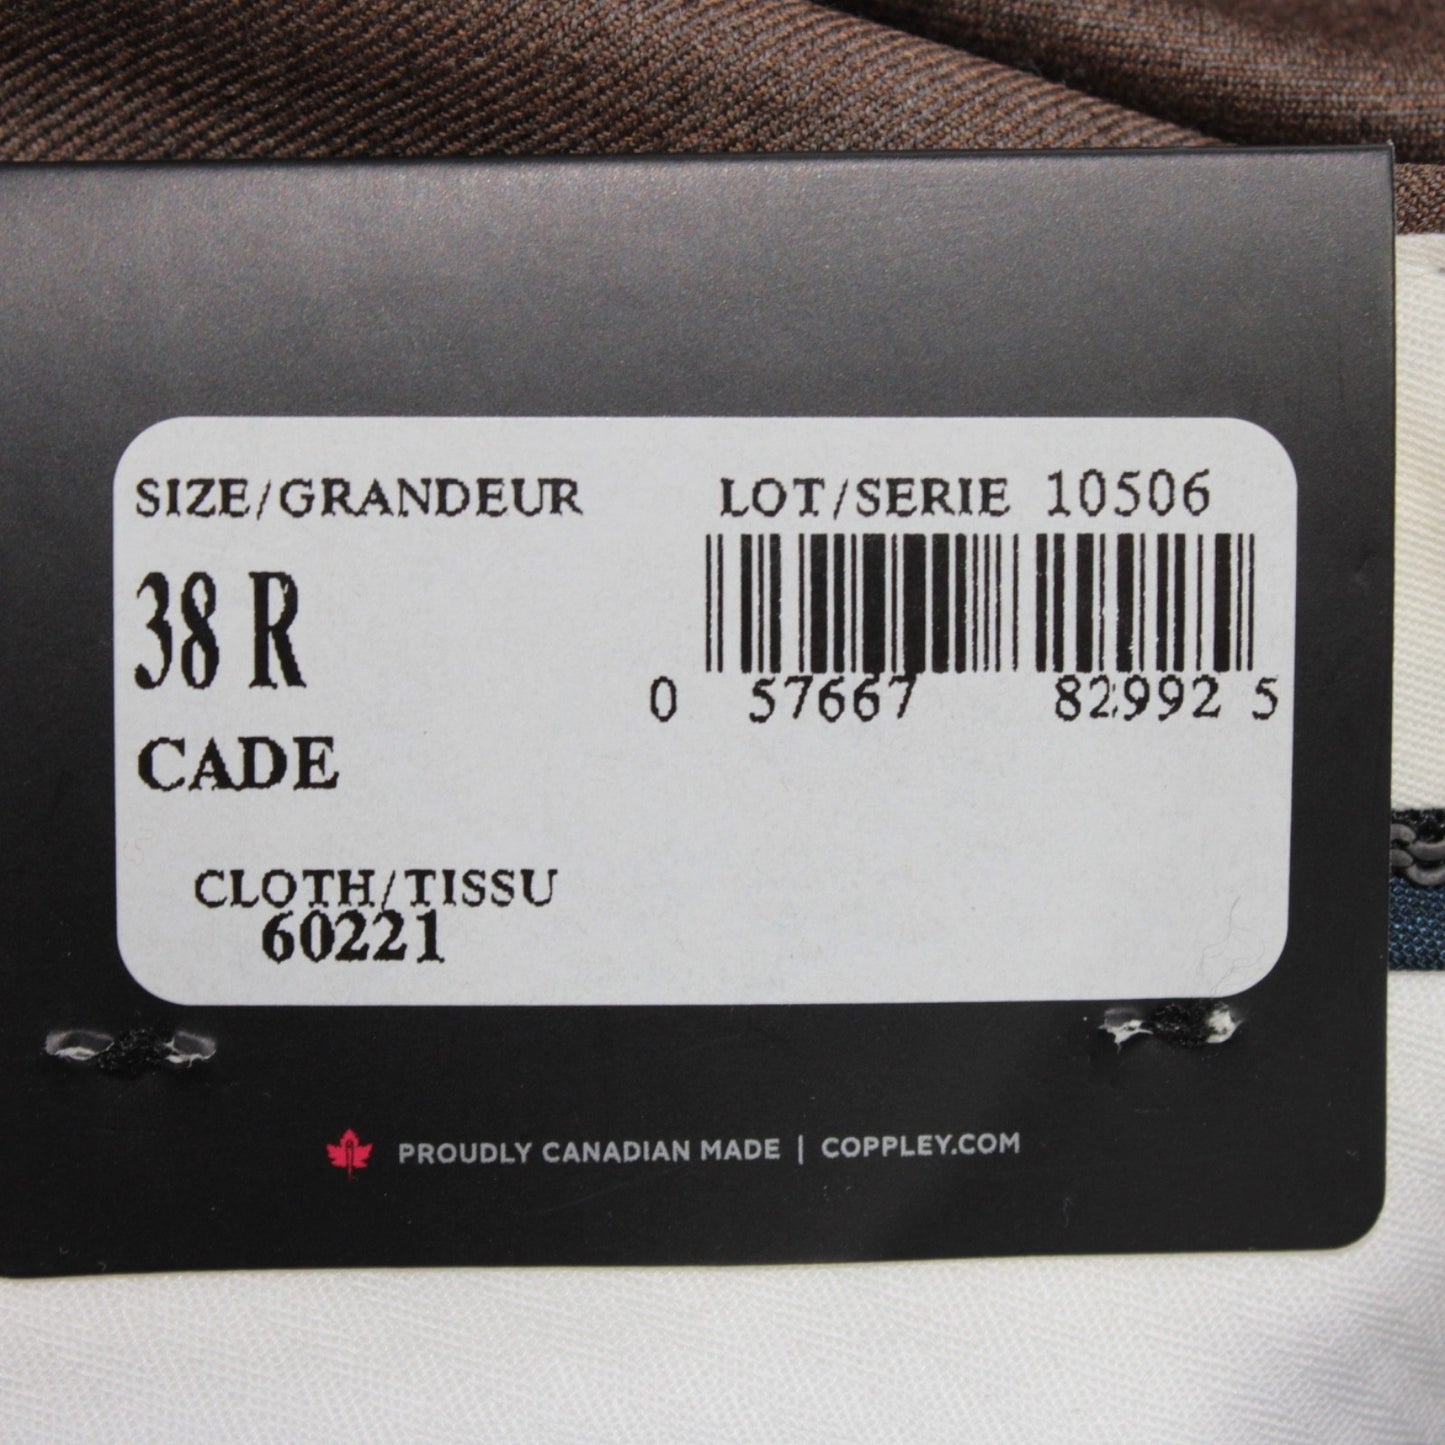 SIZE/GRANDEUR
38 R
CADE
LOT/SERIE 10506
0 57667 82992 5
CLOTH/TISSU
60221
PROUDLY CANADIAN MADE | COPPLEY.COM